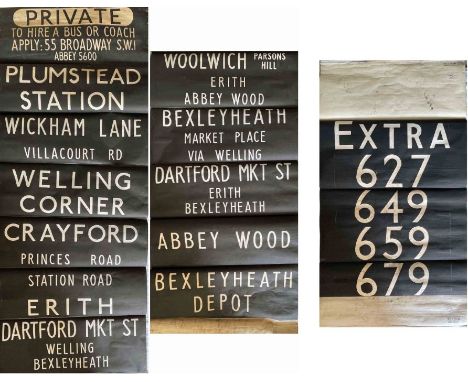 PRIVATE
TO HIRE A BUS OR COACH
APPLY: 55 BROADWAY S.W.1
ABBEY 5600
PLUMSTEAD
STATION
WICKHAM LANE
VILLACOURT RD
WELLING
CORNER
CRAYFORD
PRINCES ROAD
STATION ROAD
ERITH
DARTFORD MKT ST
WELLING
BEXLEYHEATH
WOOLWICH PARSONS HILL
ERITH
ABBEY WOOD
BEXLEYHEATH
MARKET PLACE
VIA WELLING
DARTFORD MKT ST
ERITH
BEXLEYHEATH
ABBEY WOOD
BEXLEYHEATH
DEPOT
EXTRA
627
649
659
679